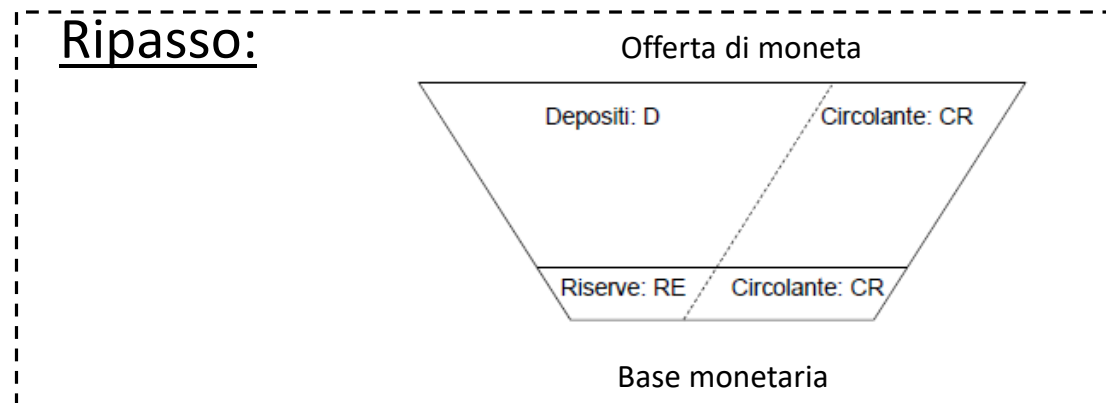 Ripasso:
Offerta di moneta
Depositi: D
Circolante: CR
Riserve: RE
Circolante: CR
Base monetaria